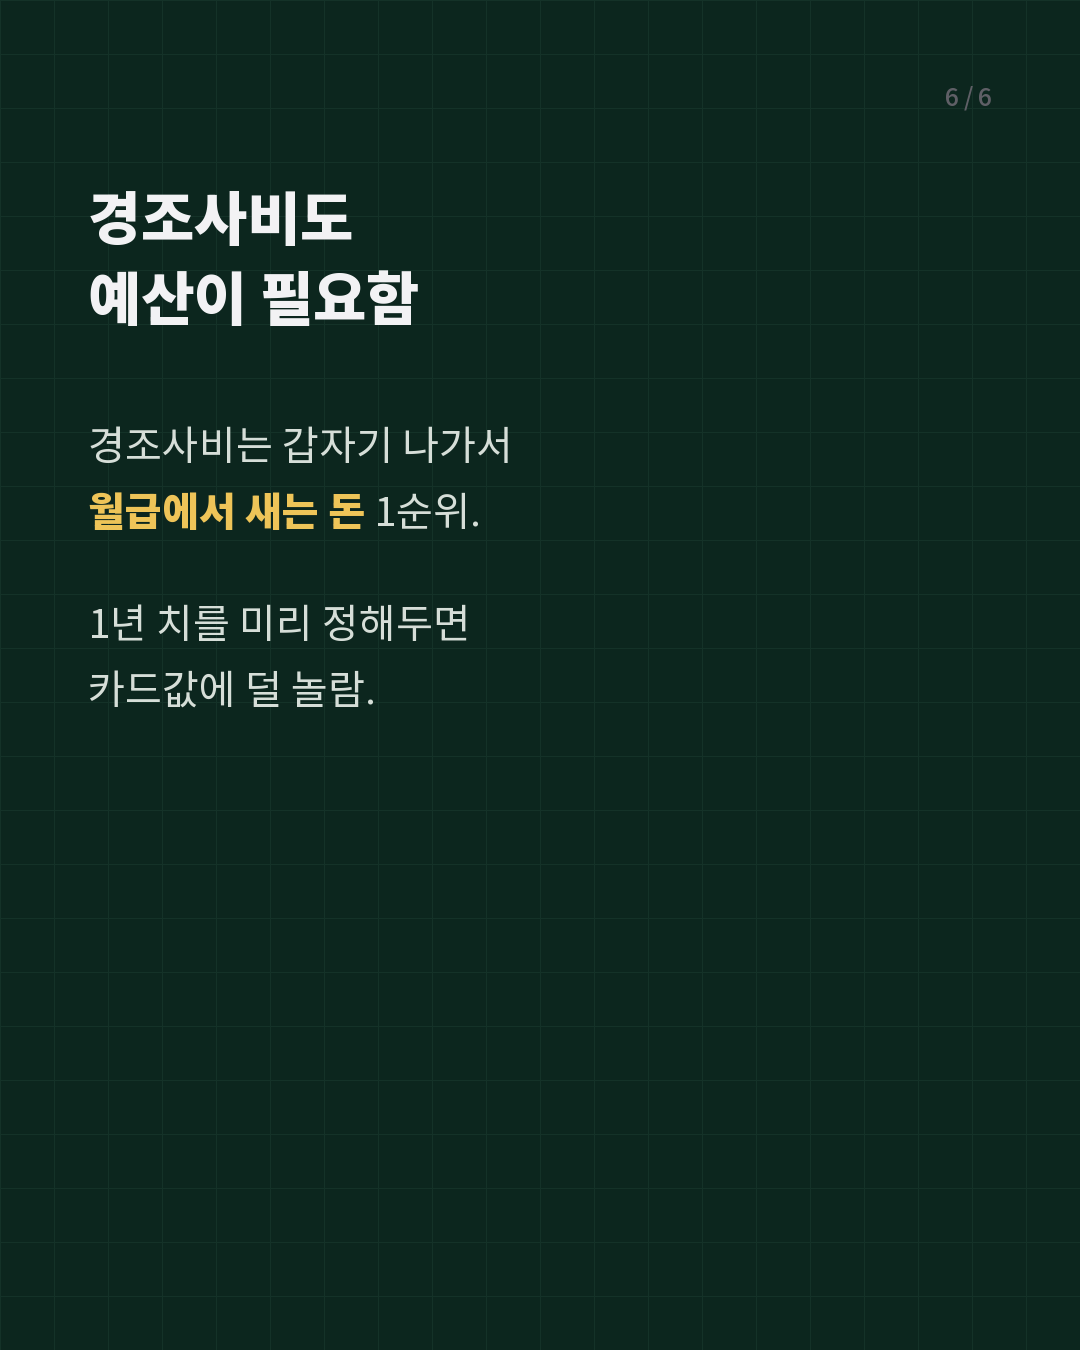 6 / 6
경조사비도
예산이 필요함
경조사비는 갑자기 나가서
월급에서 새는 돈 1순위.
1년 치를 미리 정해두면
카드값에 덜 놀람.